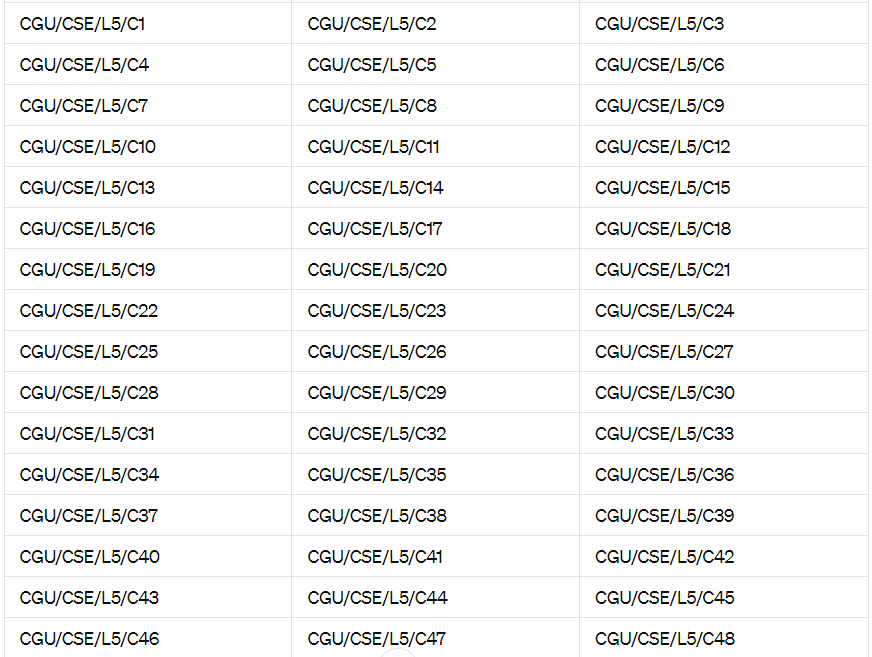 CGU/CSE/L5/C1 CGU/CSE/L5/C2 CGU/CSE/L5/C3
CGU/CSE/L5/C4 CGU/CSE/L5/C5 CGU/CSE/L5/C6
CGU/CSE/L5/C7 CGU/CSE/L5/C8 CGU/CSE/L5/C9
CGU/CSE/L5/C10 CGU/CSE/L5/C11 CGU/CSE/L5/C12
CGU/CSE/L5/C13 CGU/CSE/L5/C14 CGU/CSE/L5/C15
CGU/CSE/L5/C16 CGU/CSE/L5/C17 CGU/CSE/L5/C18
CGU/CSE/L5/C19 CGU/CSE/L5/C20 CGU/CSE/L5/C21
CGU/CSE/L5/C22 CGU/CSE/L5/C23 CGU/CSE/L5/C24
CGU/CSE/L5/C25 CGU/CSE/L5/C26 CGU/CSE/L5/C27
CGU/CSE/L5/C28 CGU/CSE/L5/C29 CGU/CSE/L5/C30
CGU/CSE/L5/C31 CGU/CSE/L5/C32 CGU/CSE/L5/C33
CGU/CSE/L5/C34 CGU/CSE/L5/C35 CGU/CSE/L5/C36
CGU/CSE/L5/C37 CGU/CSE/L5/C38 CGU/CSE/L5/C39
CGU/CSE/L5/C40 CGU/CSE/L5/C41 CGU/CSE/L5/C42
CGU/CSE/L5/C43 CGU/CSE/L5/C44 CGU/CSE/L5/C45
CGU/CSE/L5/C46 CGU/CSE/L5/C47 CGU/CSE/L5/C48